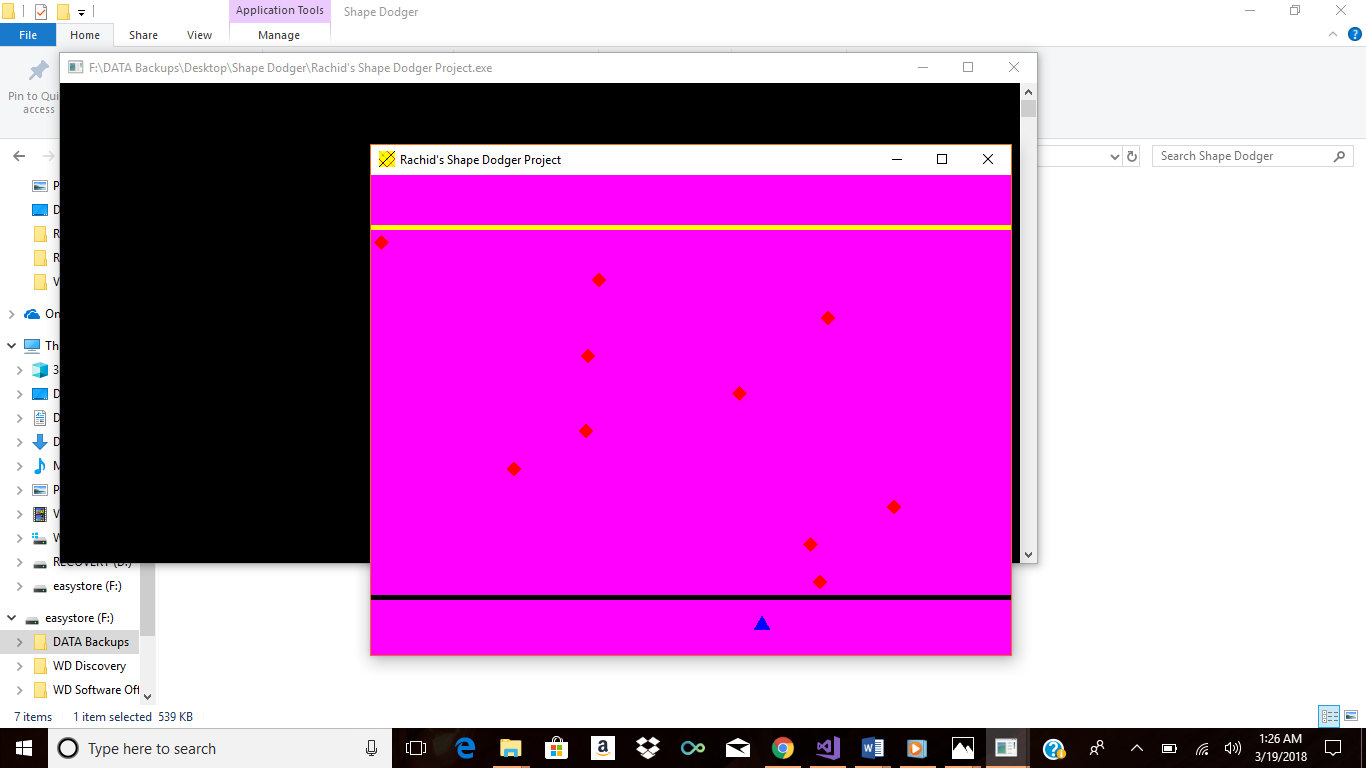 Application Tools
Shape Dodger
File
Home
Share
View
Manage
F:\DATA Backups\Desktop\Shape Dodger\Rachid's Shape Dodger Project.exe
Pin to Qui
access
Rachid's Shape Dodger Project
Search Shape Dodger
P
D
R
R
V
On
Th
3
D
D
D
M
P
V
W
RECOVERY (D:)
easystore (F:)
easystore (F:)
DATA Backups
WD Discovery
WD Software Off
7 items
1 item selected 539 KB
Type here to search
1:26 AM
3/19/2018